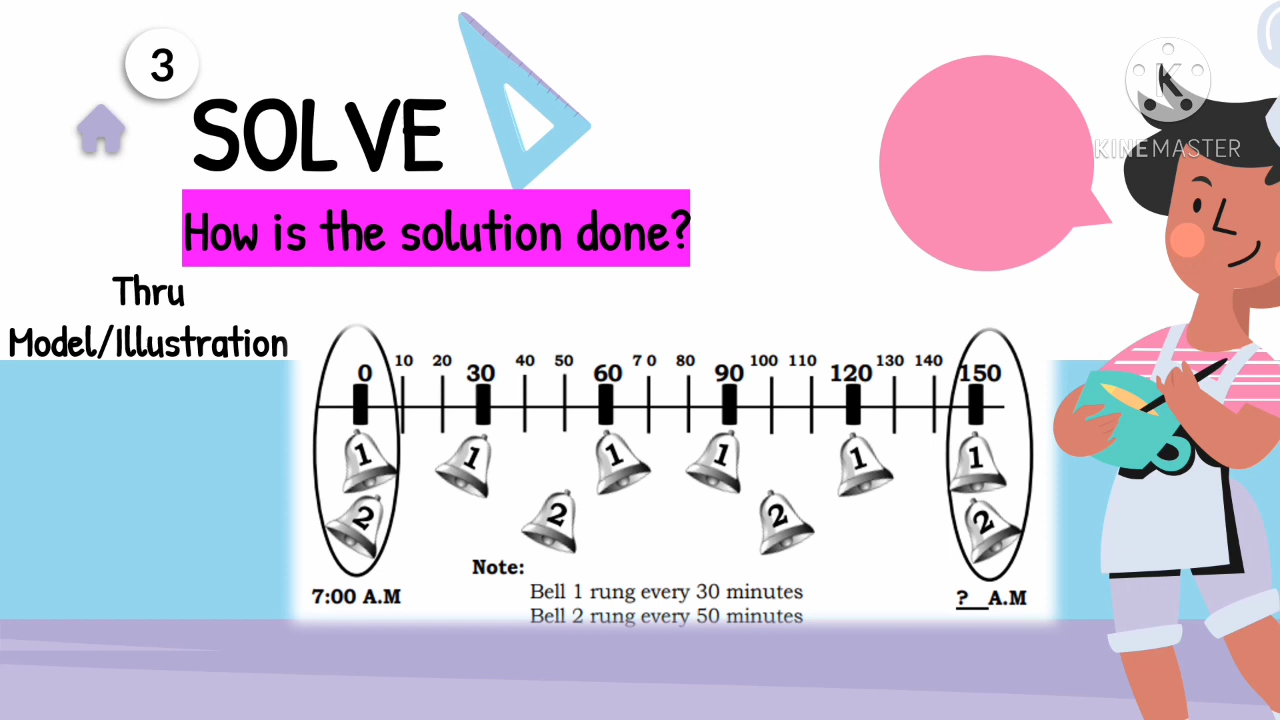 3
SOLVE
How is the solution done?
Thru
Model/Illustration
KINEMASTER
0 10 20 30 40 50 60 7 0 80 90 100 110 120 130 140 150
1 1 1 1 1 1
2 2 2 2
7:00 A.M
Note:
Bell 1 rung every 30 minutes
Bell 2 rung every 50 minutes
? A.M